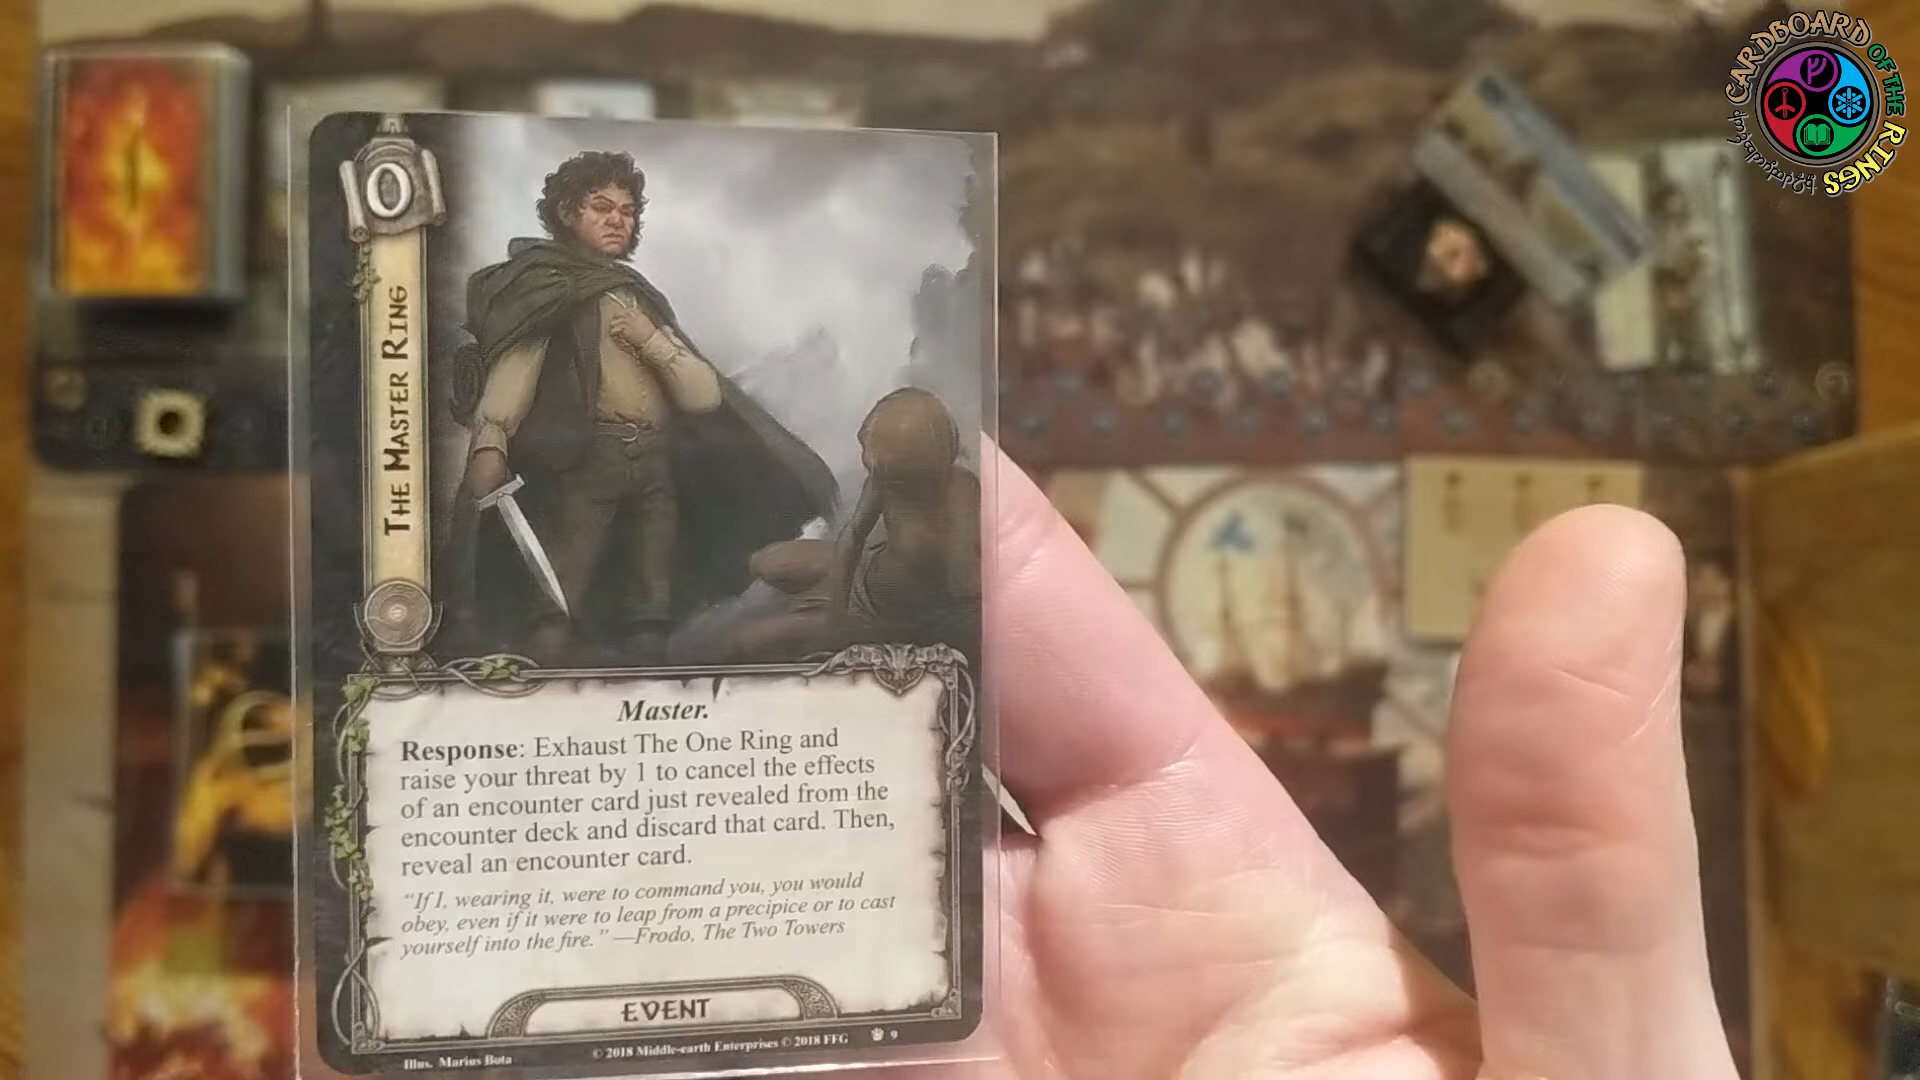 CARDBOARD OF THE RINGS
0
THE MASTER RING
Master.
Response: Exhaust The One Ring and
raise your threat by 1 to cancel the effects
of an encounter card just revealed from the
encounter deck and discard that card. Then,
reveal an encounter card.
“If I, wearing it, were to command you, you would
obey, even if it were to leap from a precipice or to cast
yourself into the fire.” —Frodo, The Two Towers
EVENT
Illus. Marius Bota
© 2018 Middle-earth Enterprises © 2018 FFG
9